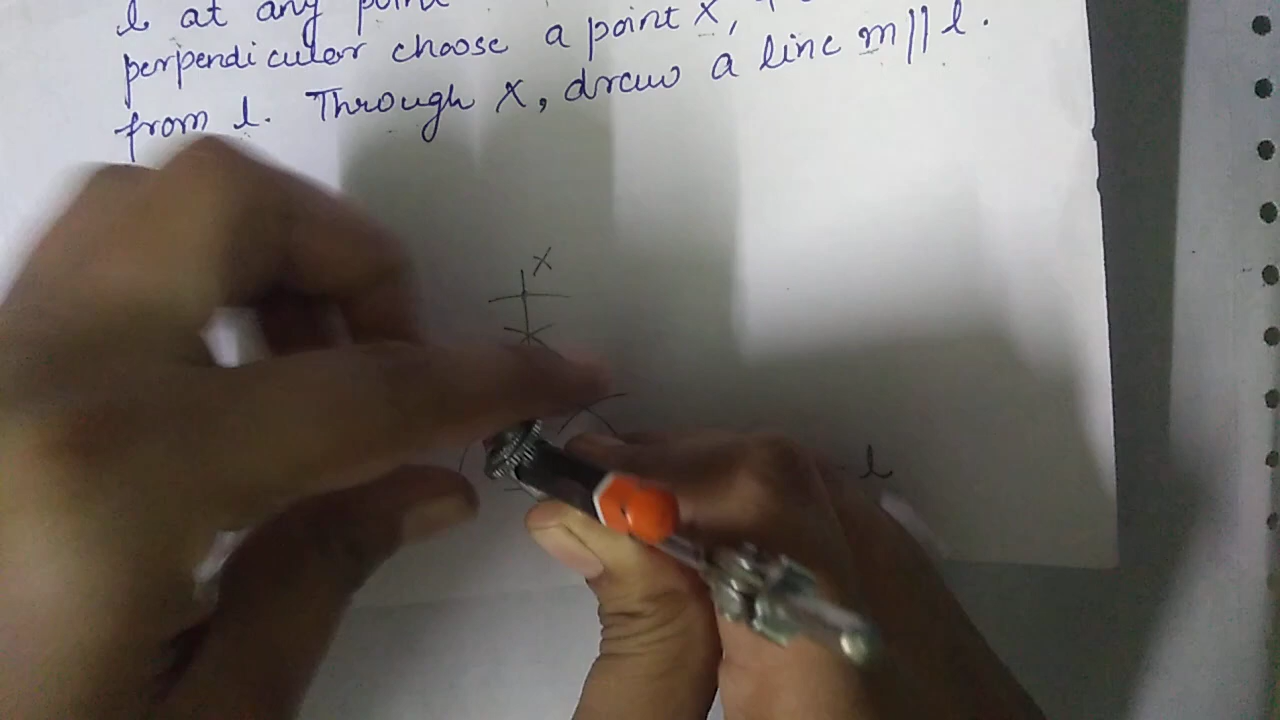 l at any point
perpendicular choose a point X,
from l. Through X, draw a line m || l.
X
l